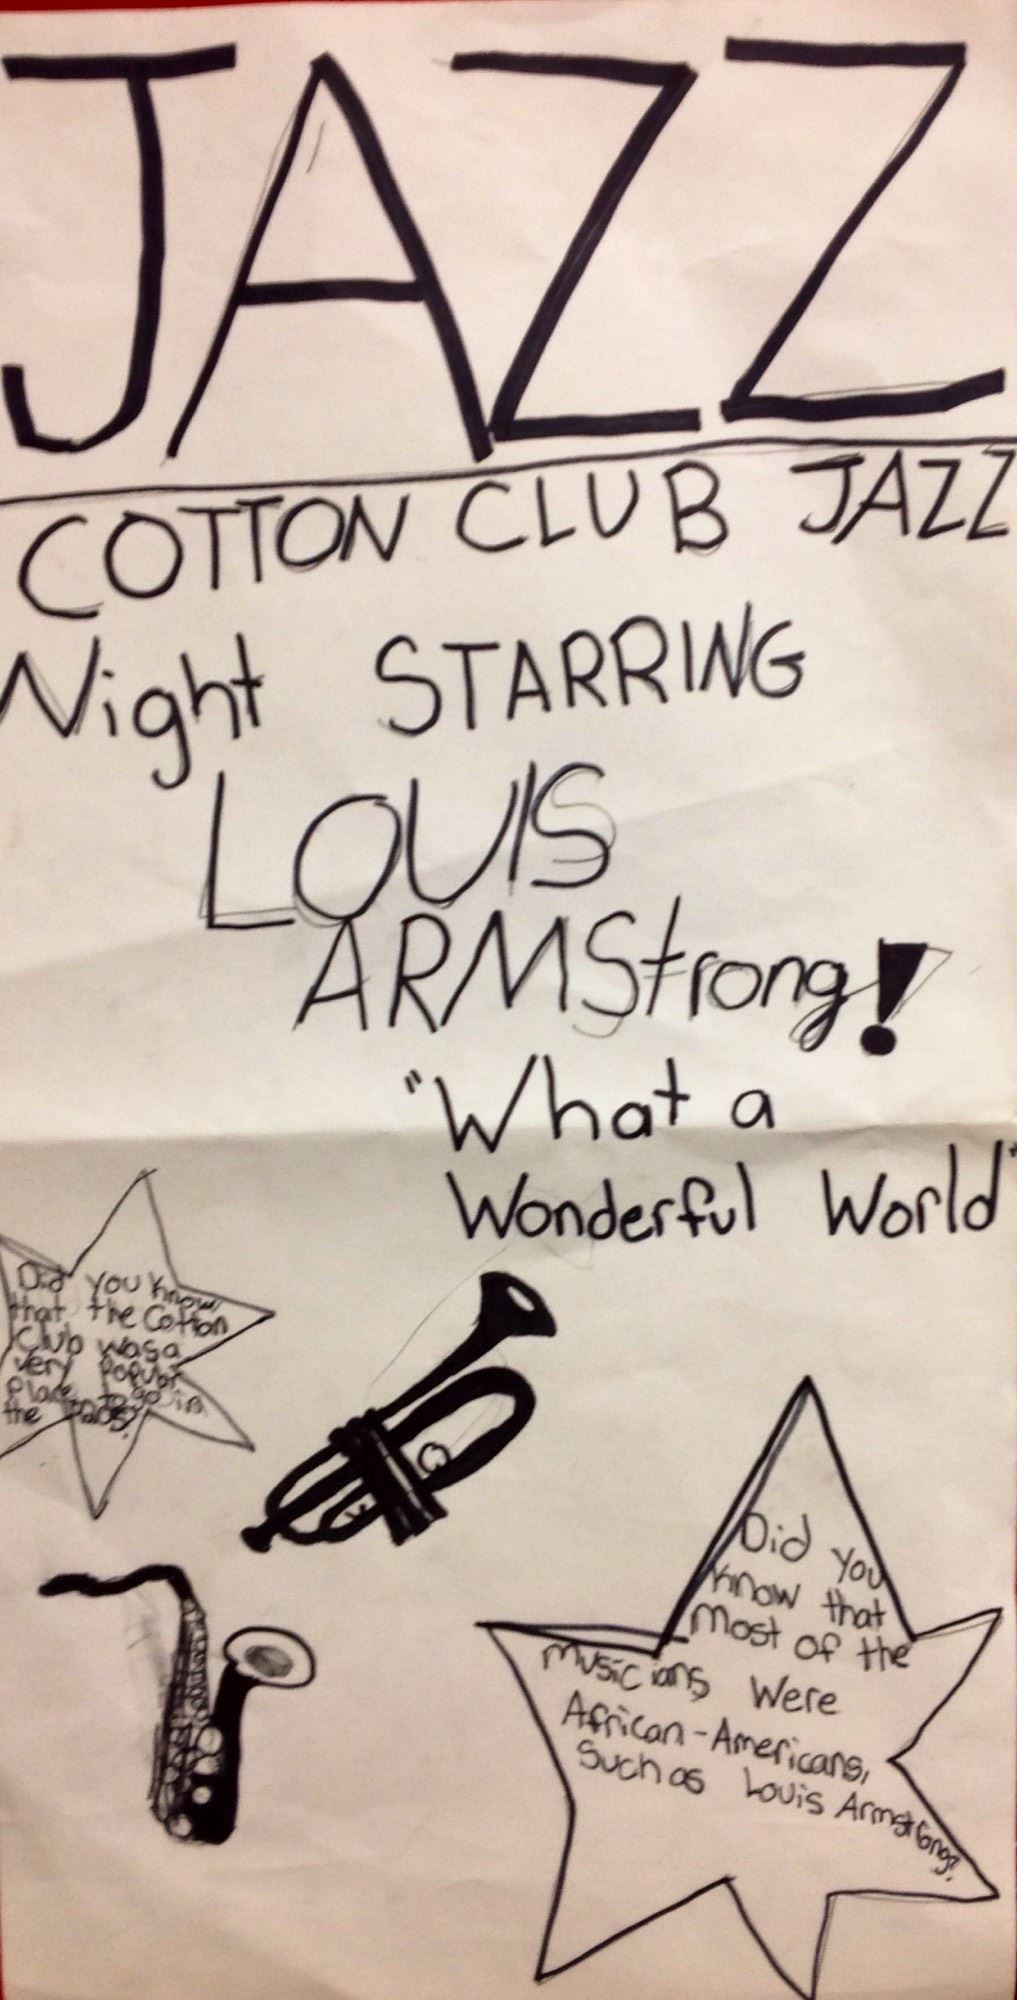 JAZZ
COTTON CLUB JAZZ
Night STARRING
LOUIS
ARMStrong!
"What a
Wonderful World"
Did you know
that the Cotton
Club was a
very Popular
Place to go in
the
Did you
know that
Most of the
Musicians Were
African-Americans,
Such as Louis Armstrong?